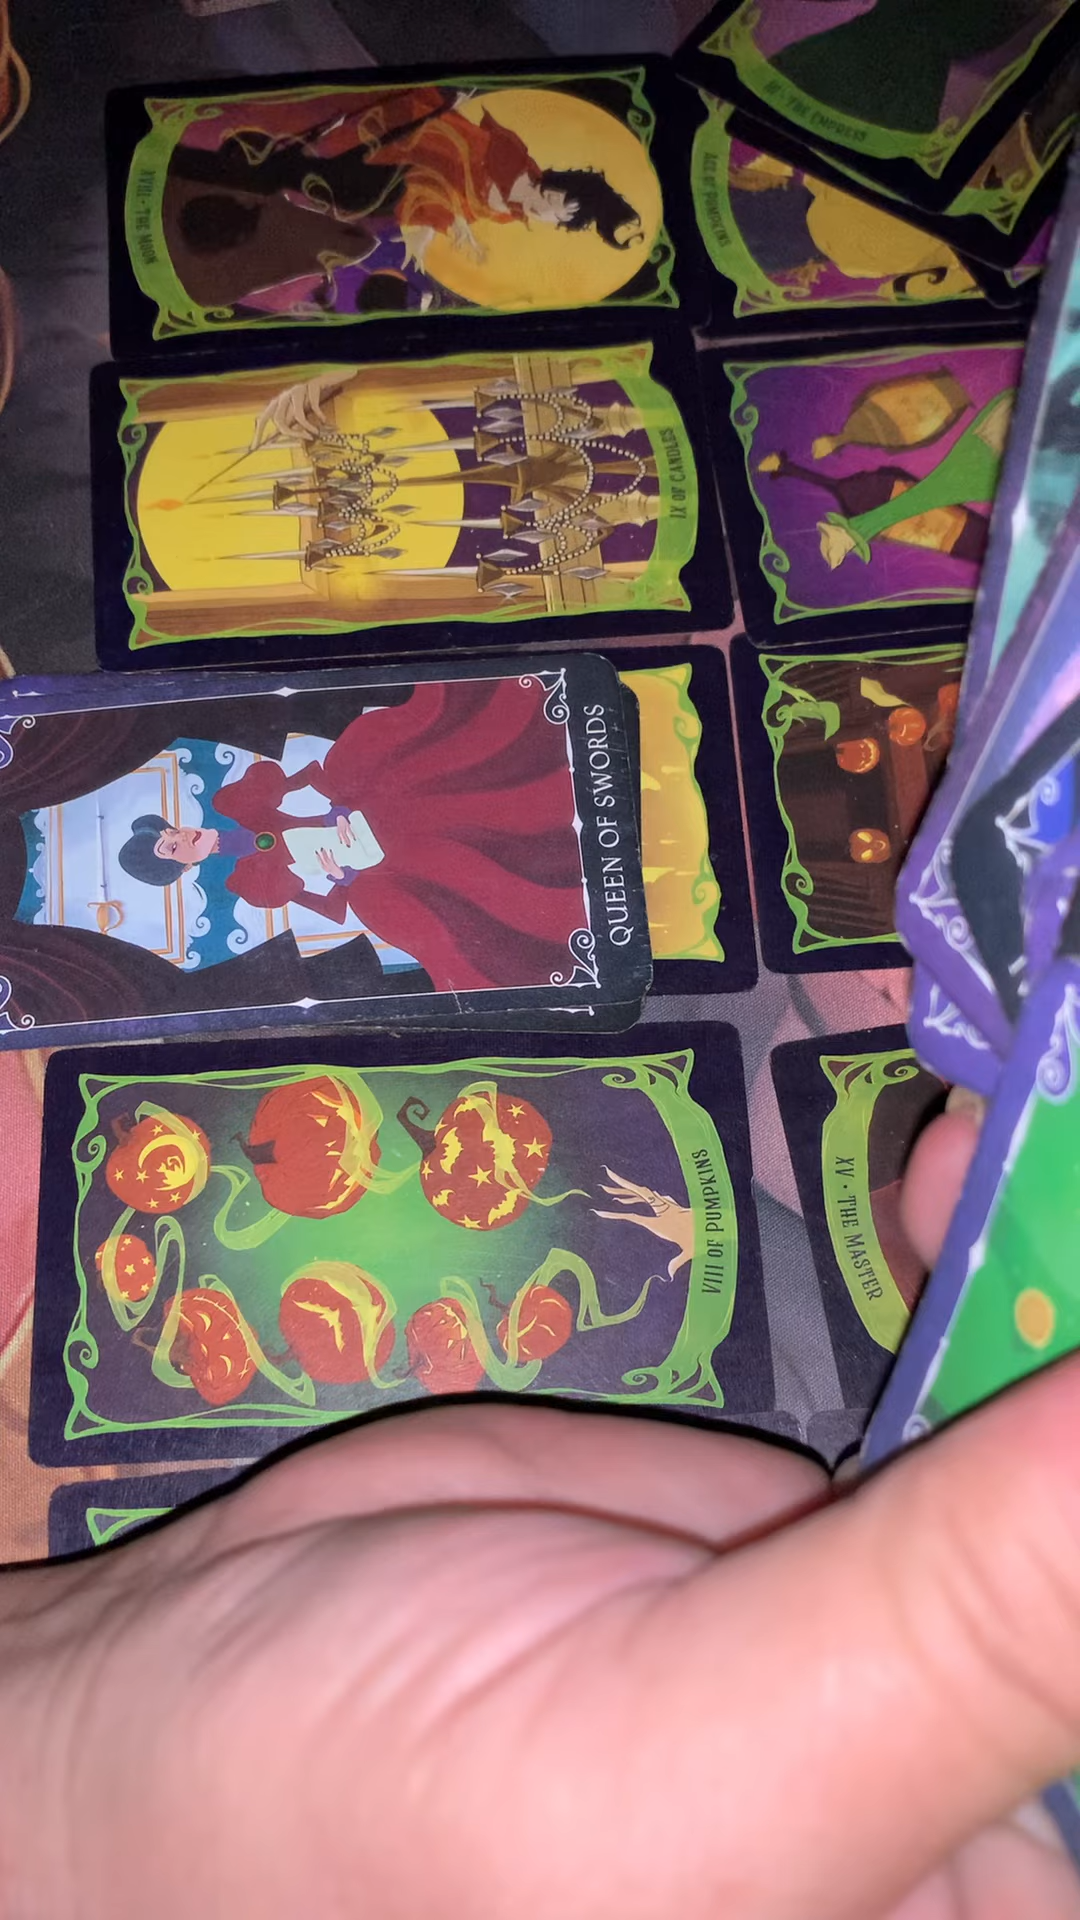 III · THE EMPRESS
XVIII · THE MOON
ACE OF PUMPKINS
IX OF CANDLES
QUEEN OF SWORDS
VIII OF PUMPKINS
XV · THE MASTER